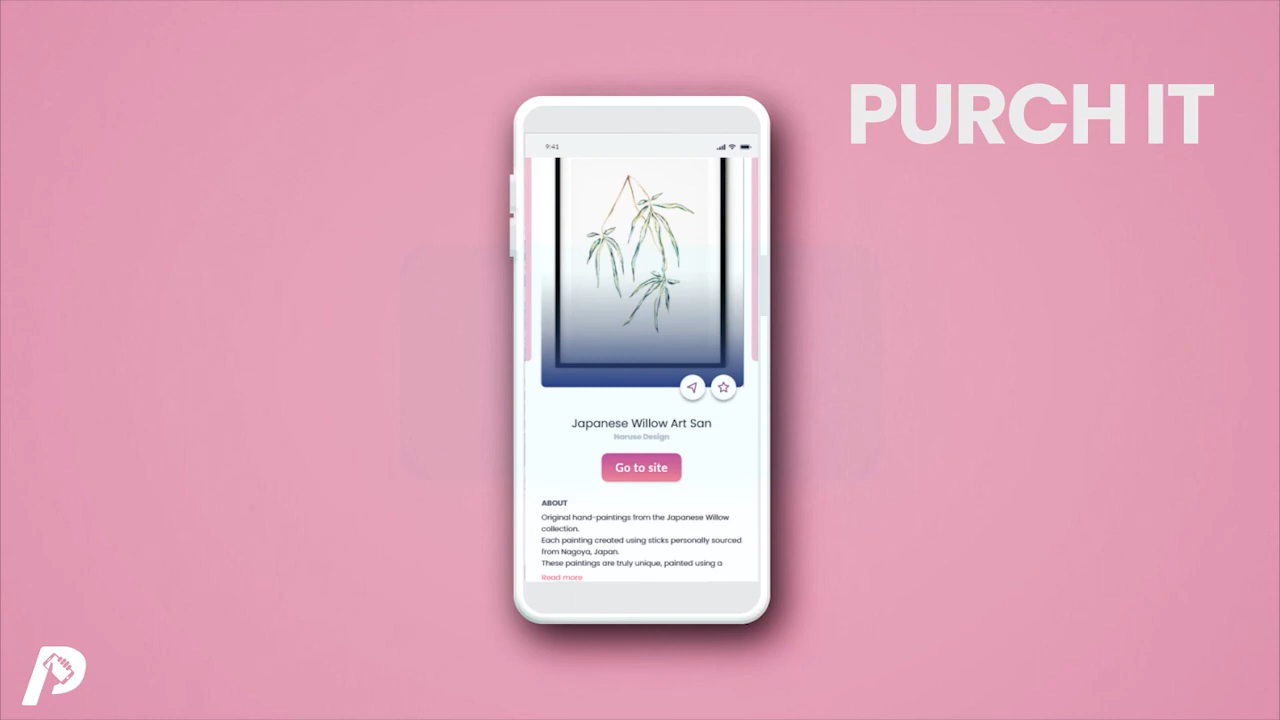 PURCH IT
9:41
Japanese Willow Art San
Naruse Design
Go to site
ABOUT
Original hand-paintings from the Japanese Willow
collection.
Each painting created using sticks personally sourced
from Nagoya, Japan.
These paintings are truly unique, painted using a
Read more